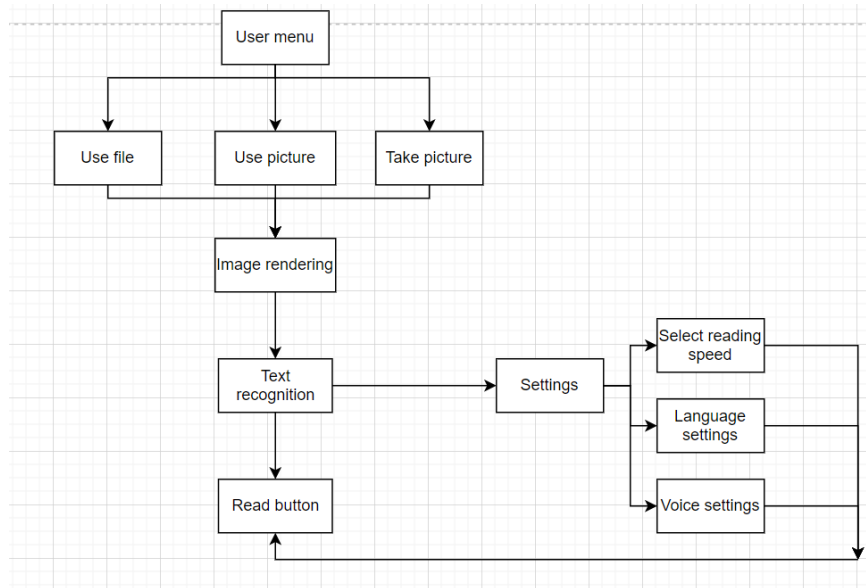 User menu
Use file
Use picture
Take picture
Image rendering
Text
recognition
Settings
Select reading
speed
Language
settings
Read button
Voice settings